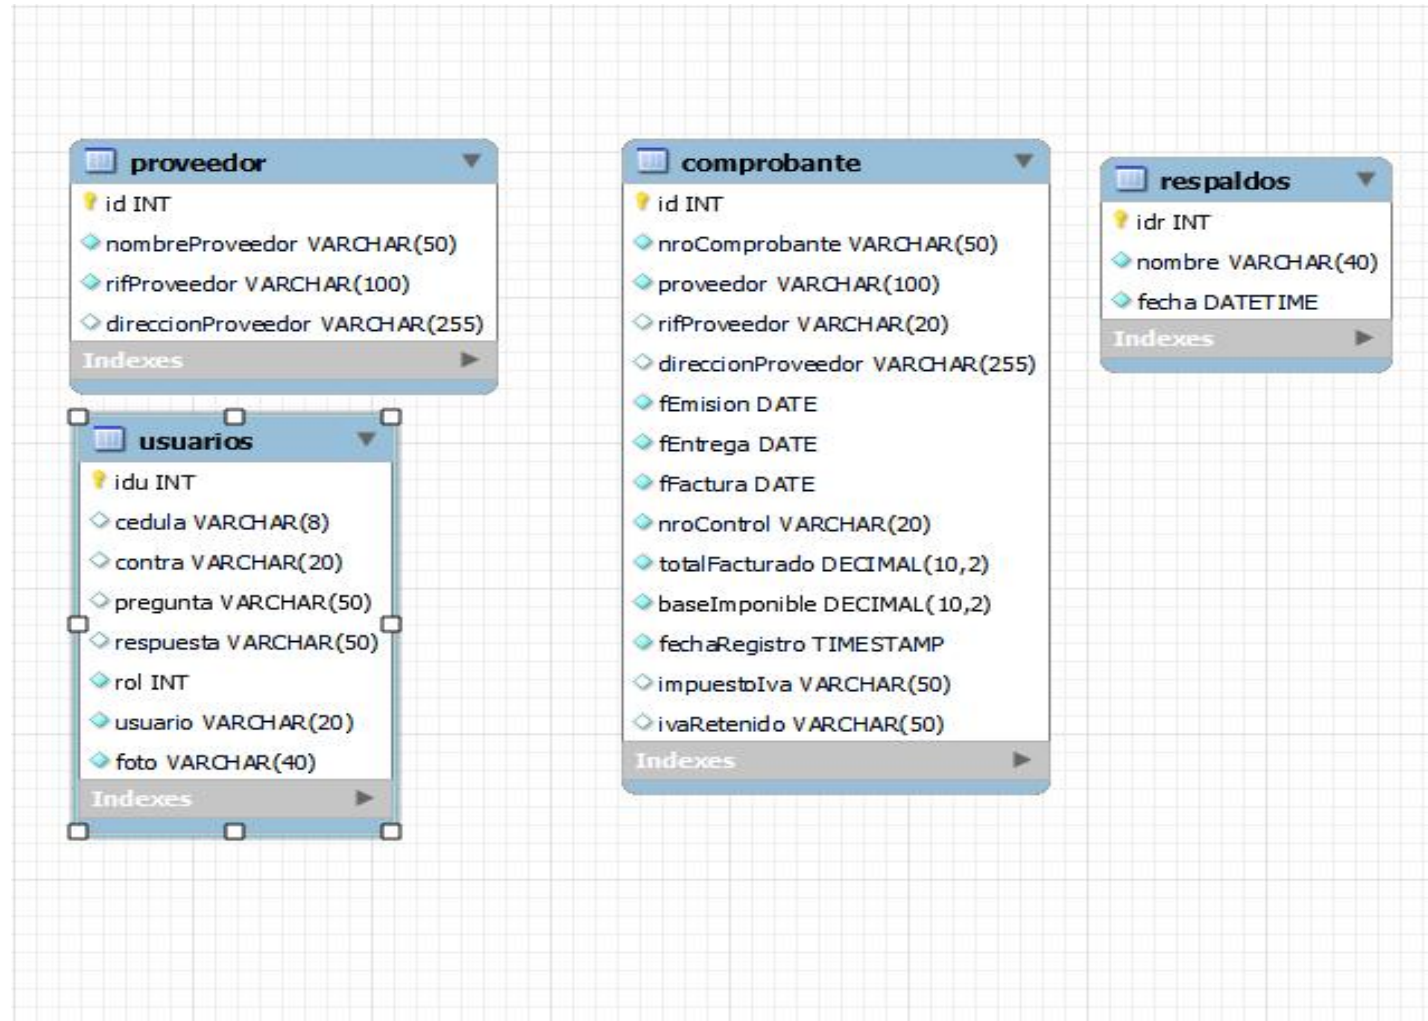 proveedor
id INT
nombreProveedor VARCHAR(50)
rifProveedor VARCHAR(100)
direccionProveedor VARCHAR(255)
Indexes
usuarios
idu INT
cedula VARCHAR(8)
contra VARCHAR(20)
pregunta VARCHAR(50)
respuesta VARCHAR(50)
rol INT
usuario VARCHAR(20)
foto VARCHAR(40)
Indexes
comprobante
id INT
nroComprobante VARCHAR(50)
proveedor VARCHAR(100)
rifProveedor VARCHAR(20)
direccionProveedor VARCHAR(255)
fEmision DATE
fEntrega DATE
fFactura DATE
nroControl VARCHAR(20)
totalFacturado DECIMAL(10,2)
baseImponible DECIMAL(10,2)
fechaRegistro TIMESTAMP
impuestoIva VARCHAR(50)
ivaRetenido VARCHAR(50)
Indexes
respaldos
idr INT
nombre VARCHAR(40)
fecha DATETIME
Indexes